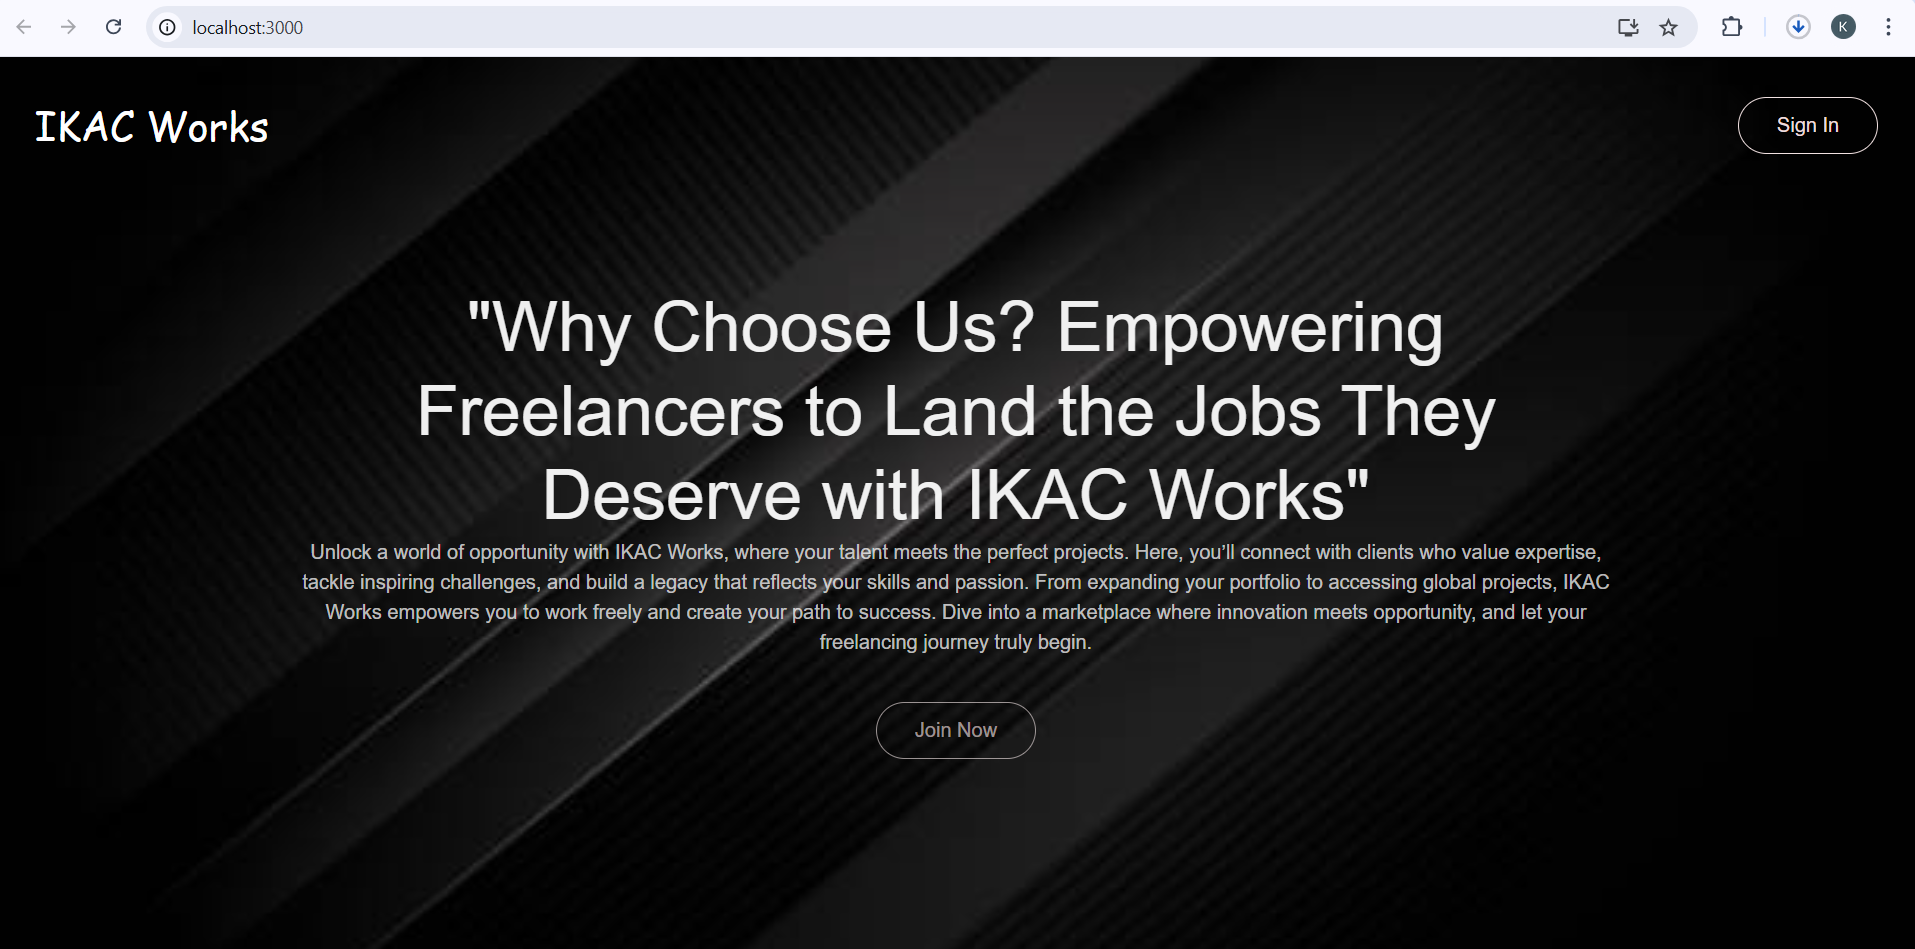 localhost:3000
K
IKAC Works
Sign In
"Why Choose Us? Empowering
Freelancers to Land the Jobs They
Deserve with IKAC Works"
Unlock a world of opportunity with IKAC Works, where your talent meets the perfect projects. Here, you’ll connect with clients who value expertise,
tackle inspiring challenges, and build a legacy that reflects your skills and passion. From expanding your portfolio to accessing global projects, IKAC
Works empowers you to work freely and create your path to success. Dive into a marketplace where innovation meets opportunity, and let your
freelancing journey truly begin.
Join Now